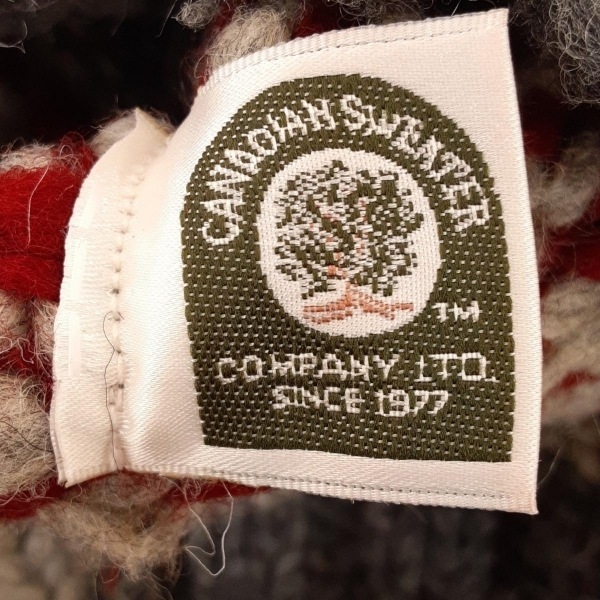 CANADIAN SWEATER
TM
COMPANY LTD.
SINCE 1977